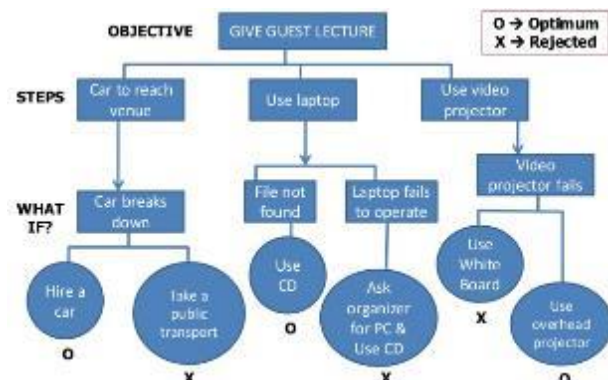 OBJECTIVE
GIVE GUEST LECTURE
O → Optimum
X → Rejected
STEPS
Car to reach
venue
Use laptop
Use video
projector
WHAT
IF?
Car breaks
down
File not
found
Laptop fails
to operate
Video
projector fails
Hire a
car
O
Take a
public
transport
X
Use
CD
O
Ask
organizer
for PC &
Use CD
X
Use
White
Board
X
Use
overhead
projector
O